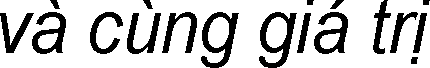 và cùng giá trị